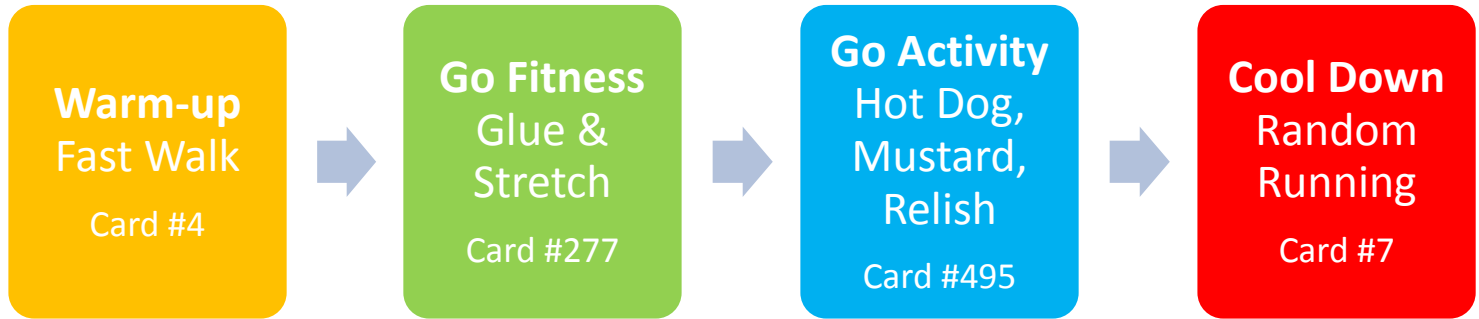 Warm-up
Fast Walk
Card #4
Go Fitness
Glue &
Stretch
Card #277
Go Activity
Hot Dog,
Mustard,
Relish
Card #495
Cool Down
Random
Running
Card #7